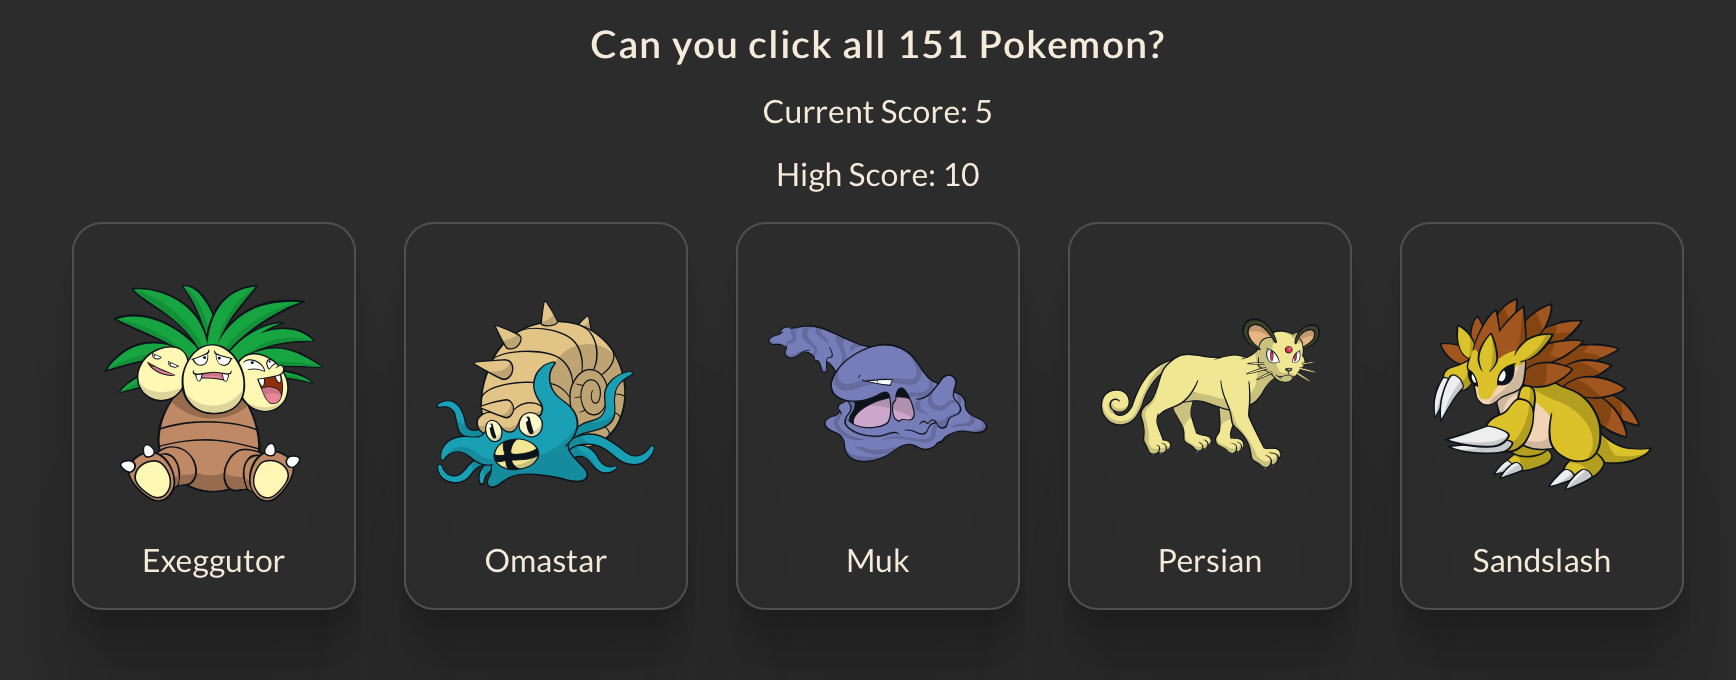 Can you click all 151 Pokemon?
Current Score: 5
High Score: 10
Exeggutor
Omastar
Muk
Persian
Sandslash